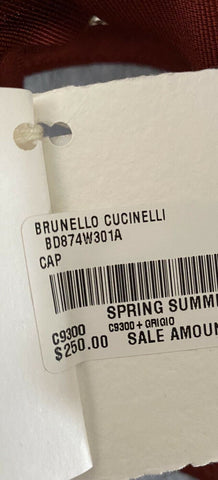 BRUNELLO CUCINELLI
BD874W301A
CAP
SPRING SUMM
C9300 C9300+GRIGIO
$250.00 SALE AMOUN